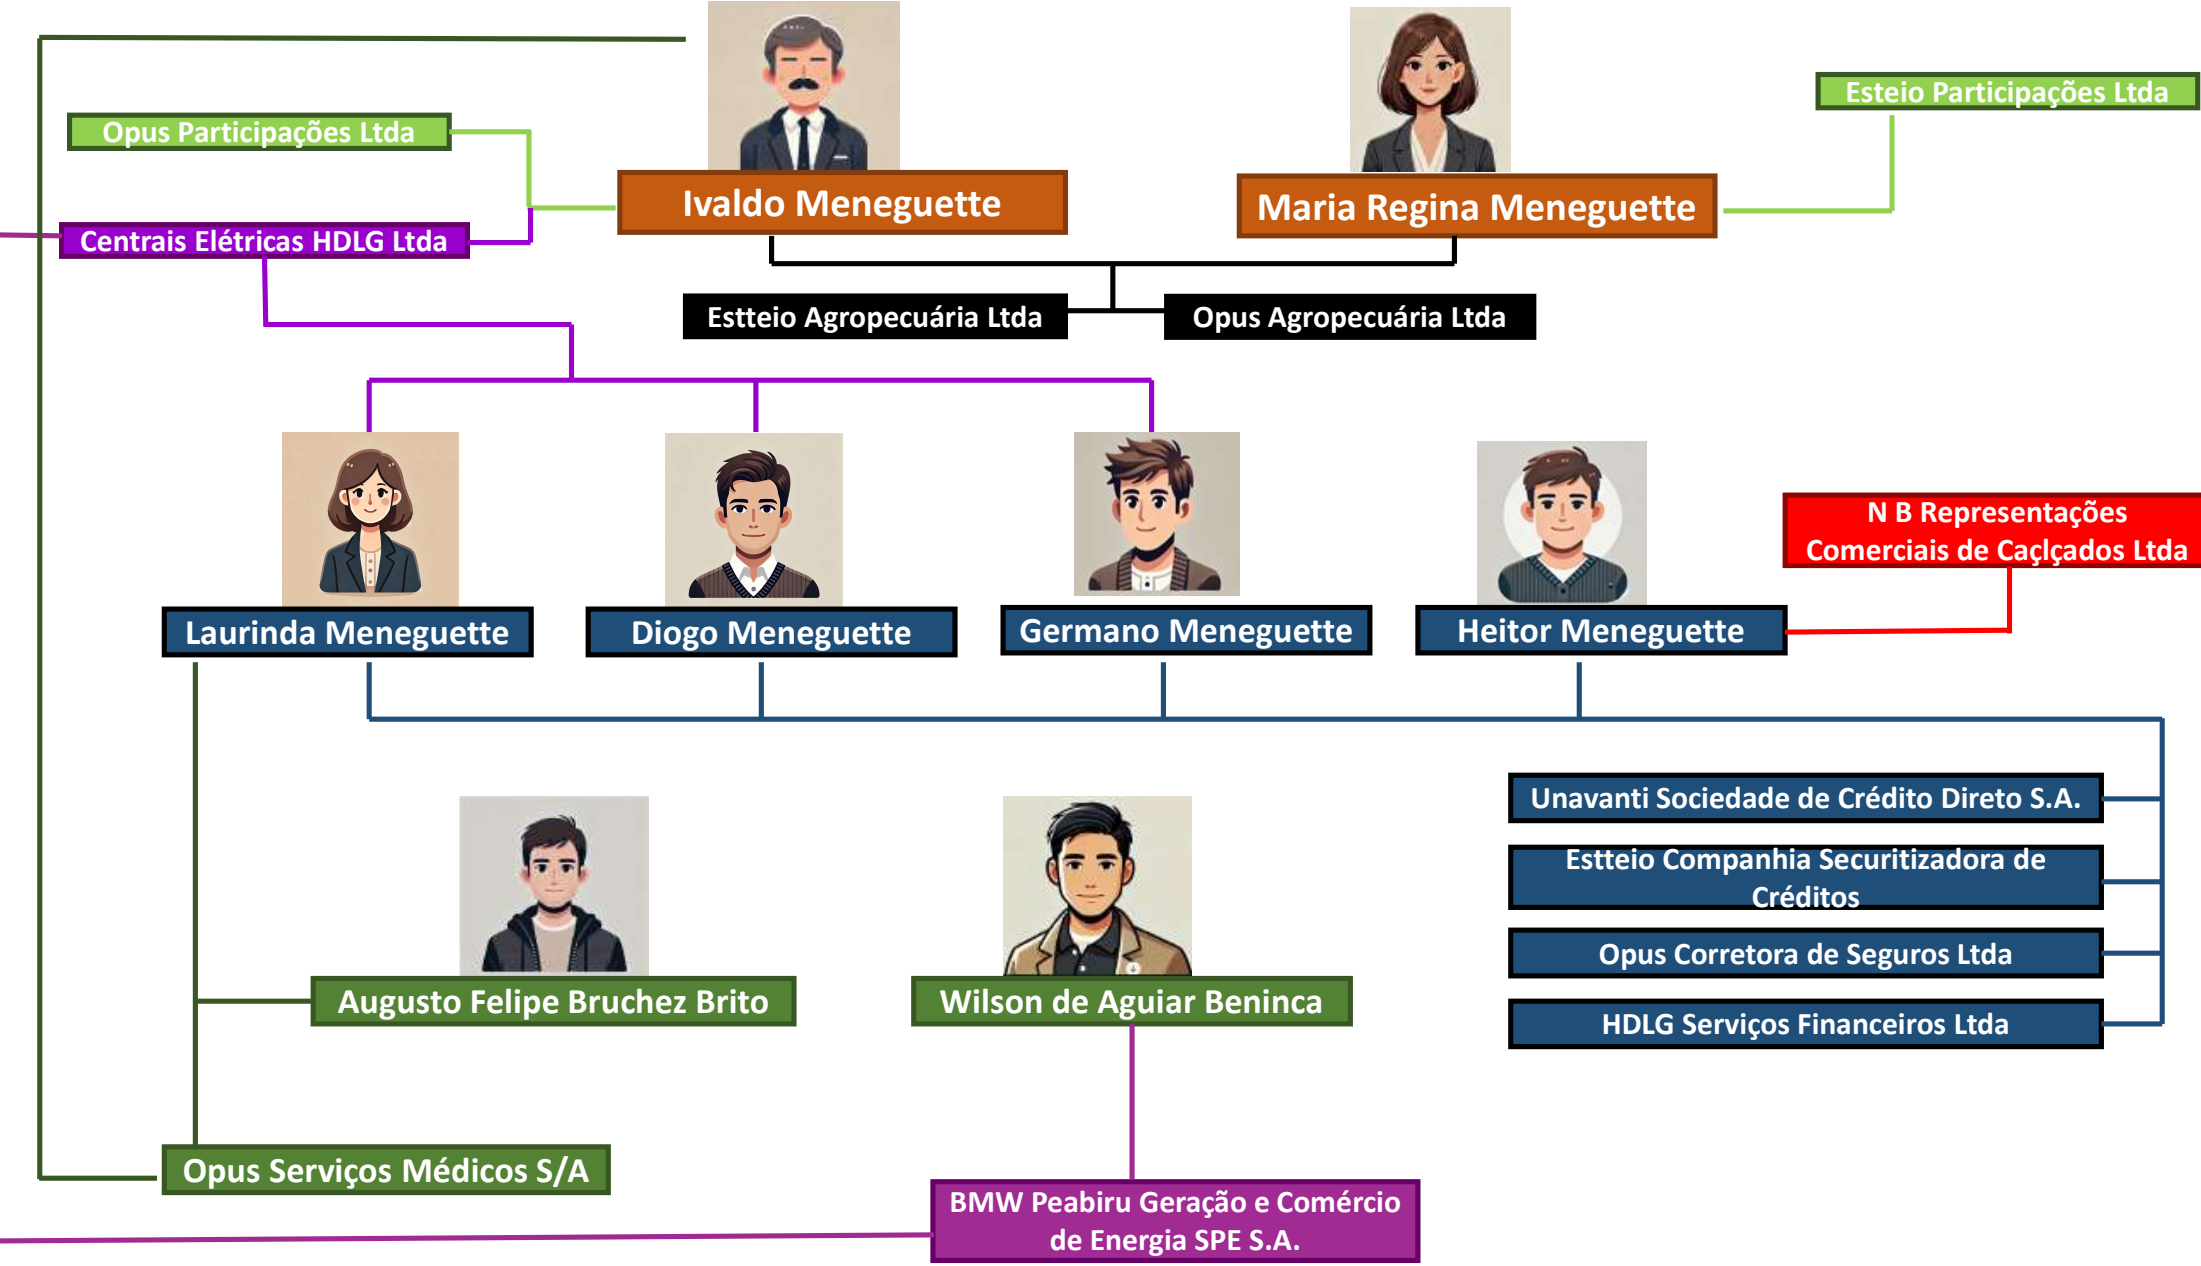 Esteio Participações Ltda
Opus Participações Ltda
Ivaldo Meneguette
Maria Regina Meneguette
Centrais Elétricas HDLG Ltda
Estteio Agropecuária Ltda
Opus Agropecuária Ltda
N B Representações
Comerciais de Caçlçados Ltda
Laurinda Meneguette
Diogo Meneguette
Germano Meneguette
Heitor Meneguette
Unavanti Sociedade de Crédito Direto S.A.
Estteio Companhia Securitizadora de
Créditos
Opus Corretora de Seguros Ltda
Augusto Felipe Bruchez Brito
Wilson de Aguiar Beninca
HDLG Serviços Financeiros Ltda
Opus Serviços Médicos S/A
BMW Peabiru Geração e Comércio
de Energia SPE S.A.